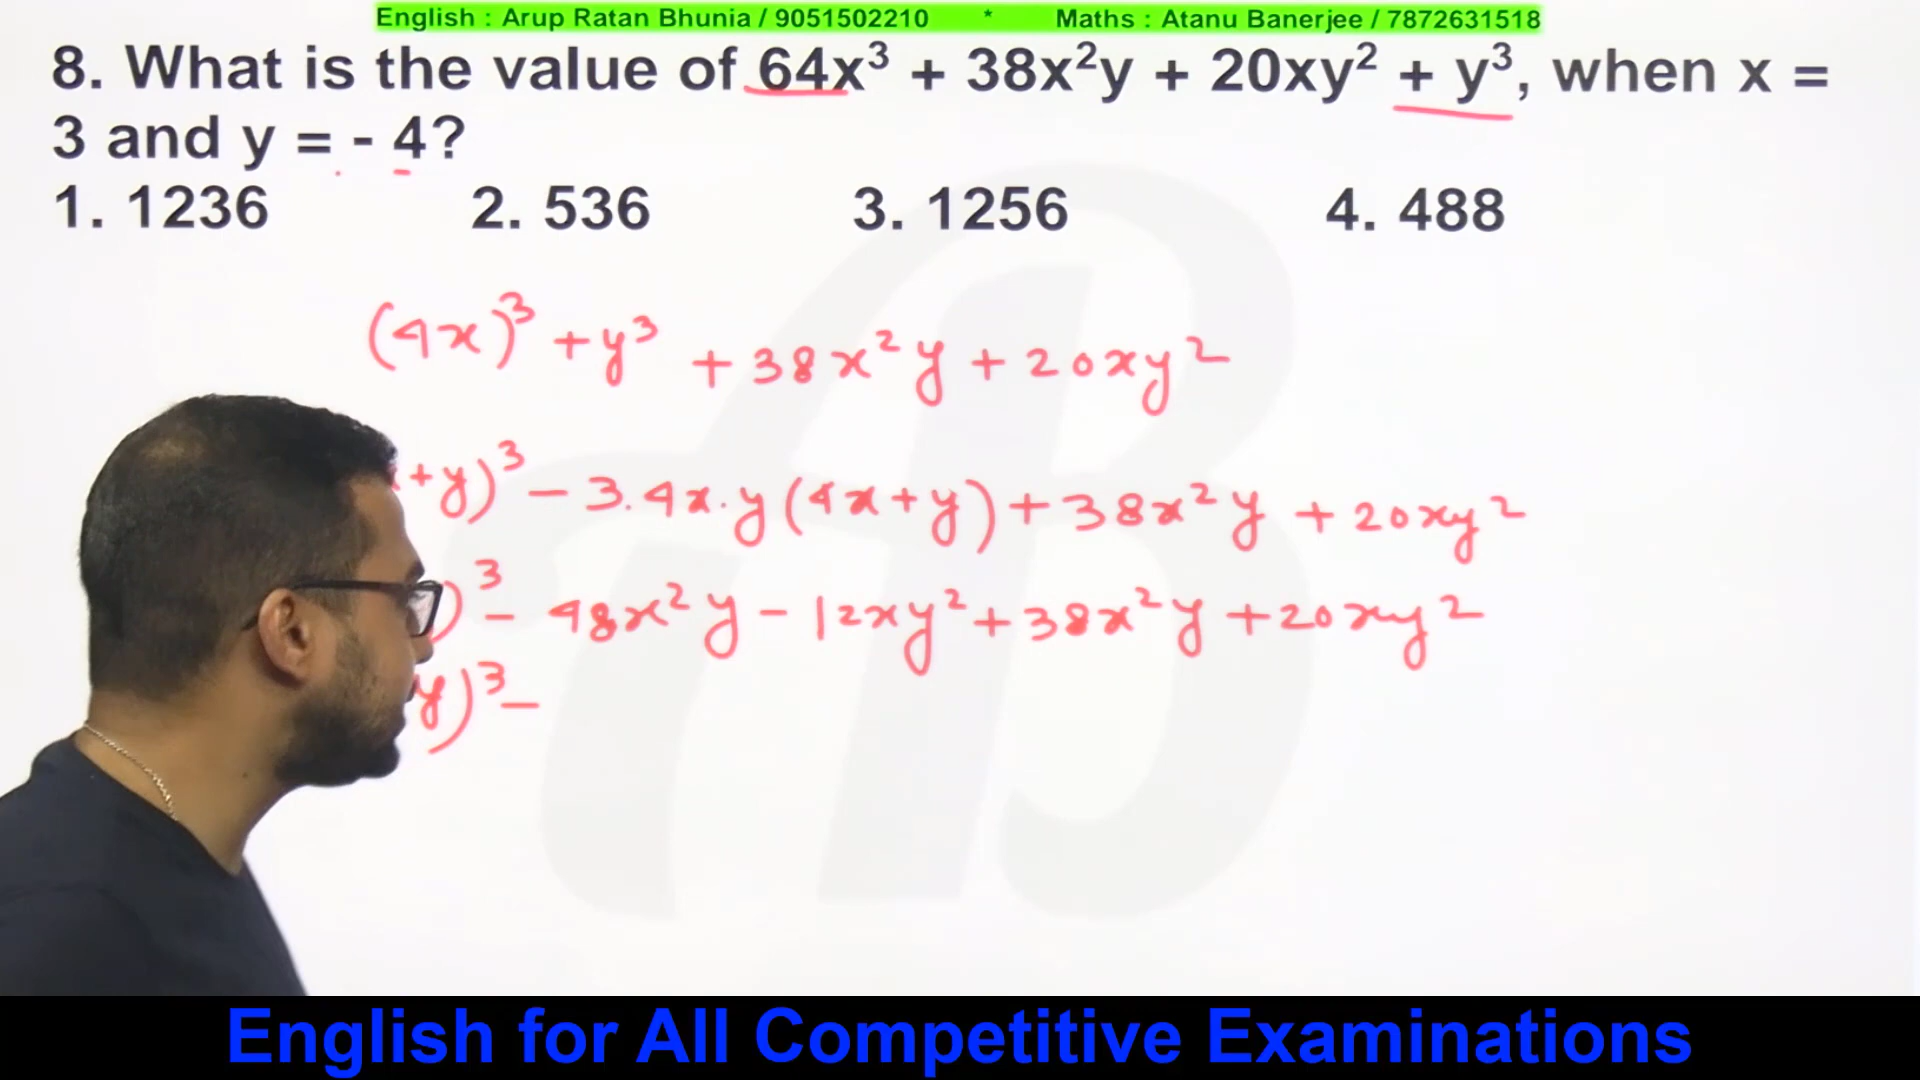 English : Arup Ratan Bhunia / 9051502210 * Maths : Atanu Banerjee / 7872631518
8. What is the value of 64x³ + 38x²y + 20xy² + y³, when x =
3 and y = - 4?
1. 1236 2. 536 3. 1256 4. 488
(4x)³ + y³ + 38x²y + 20xy²
+y)³ - 3.4x.y(4x+y) + 38x²y + 20xy²
)³ - 48x²y - 12xy² + 38x²y + 20xy²
y)³ -
English for All Competitive Examinations